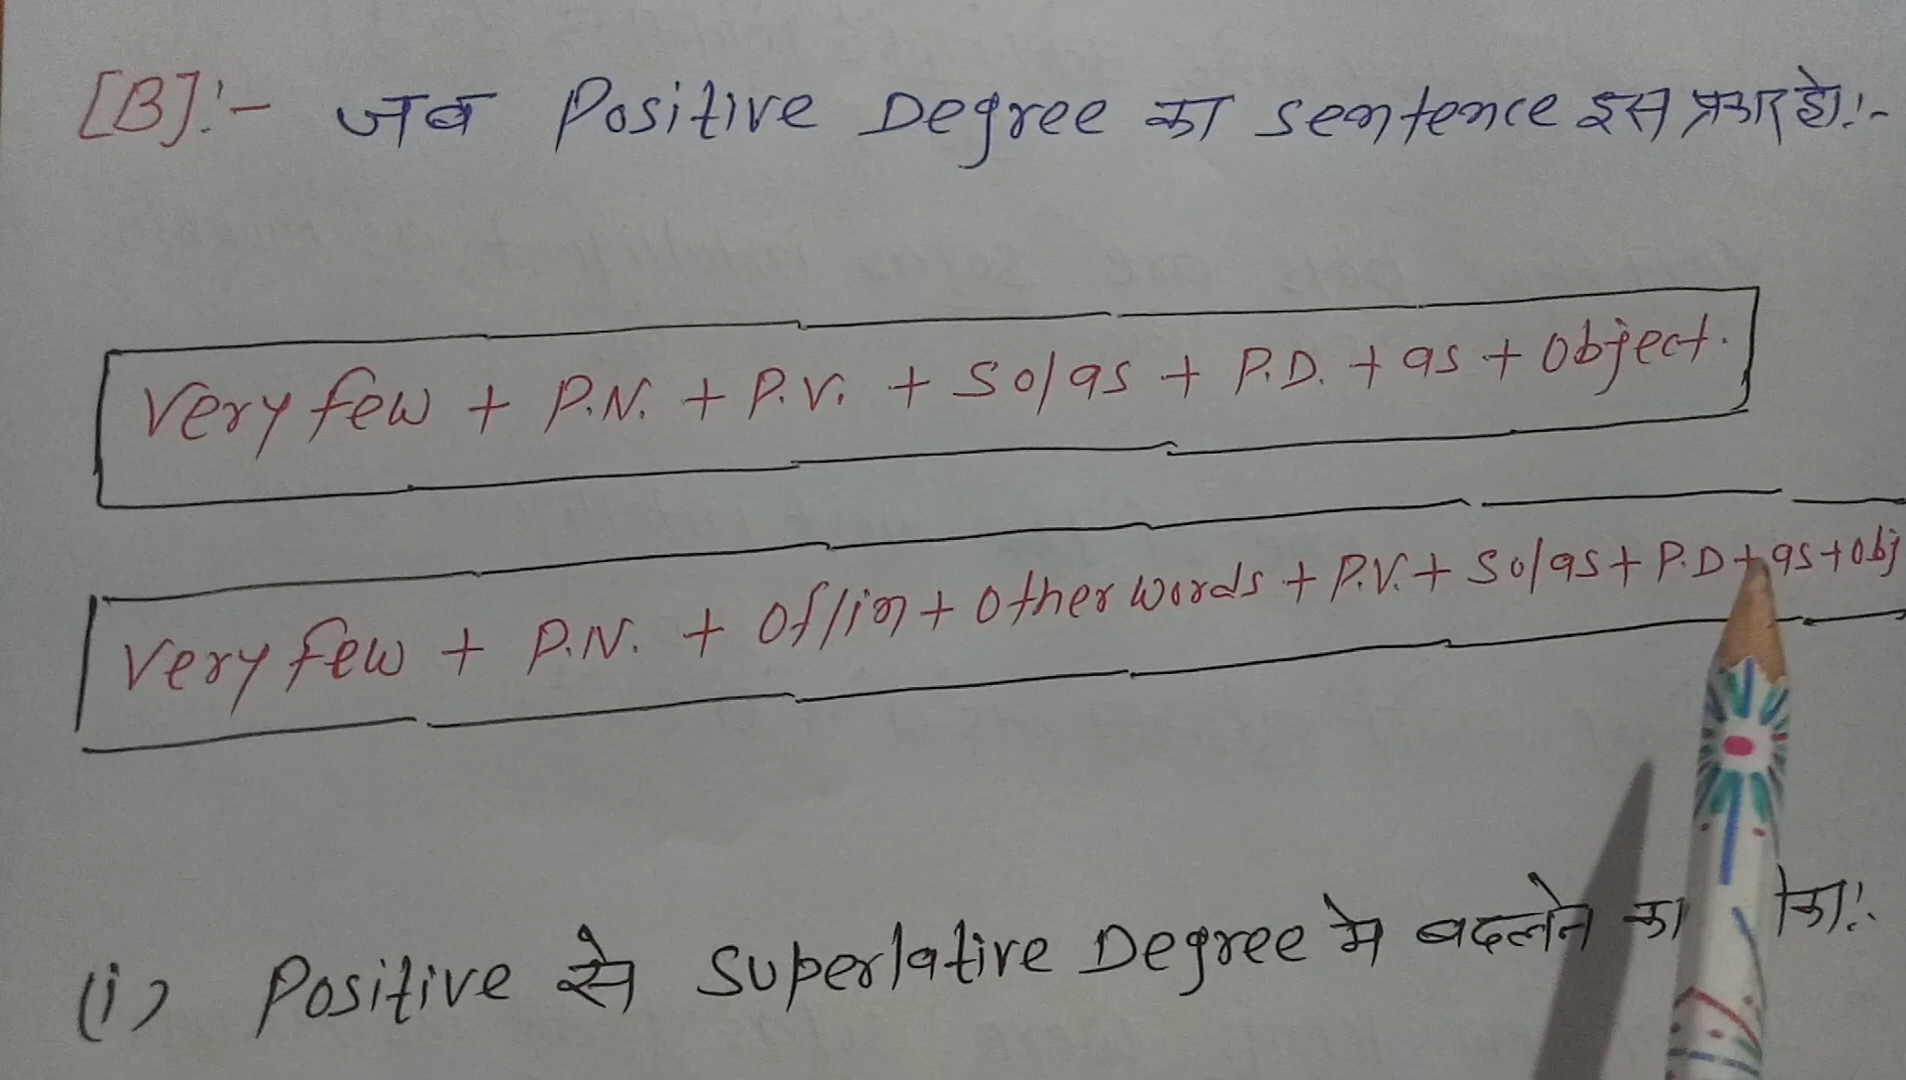 [B]:- जब Positive Degree का sentence इस प्रकार हो:-
Very few + P.N. + P.V. + So/as + P.D. + as + Object.
Very few + P.N. + Of/in + Other words + P.V. + So/as + P.D + as + Obj
(i) Positive से Superlative Degree मे बदलने का